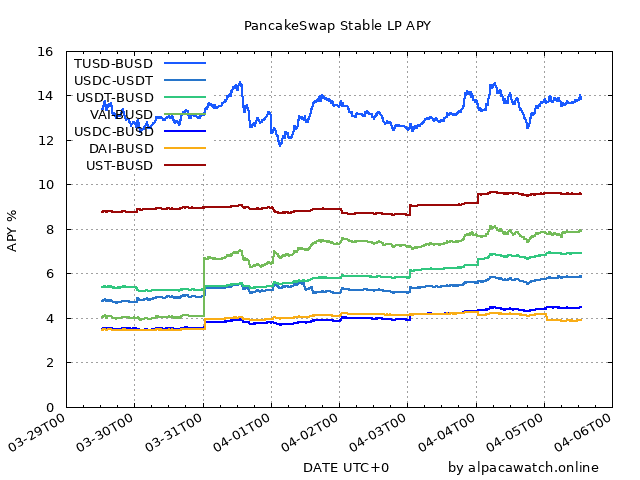 PancakeSwap Stable LP APY
APY %
16
14
12
10
8
6
4
2
0
TUSD-BUSD
USDC-USDT
USDT-BUSD
VAI-BUSD
USDC-BUSD
DAI-BUSD
UST-BUSD
03-29T00
03-30T00
03-31T00
04-01T00
04-02T00
04-03T00
04-04T00
04-05T00
04-06T00
DATE UTC+0
by alpacawatch.online